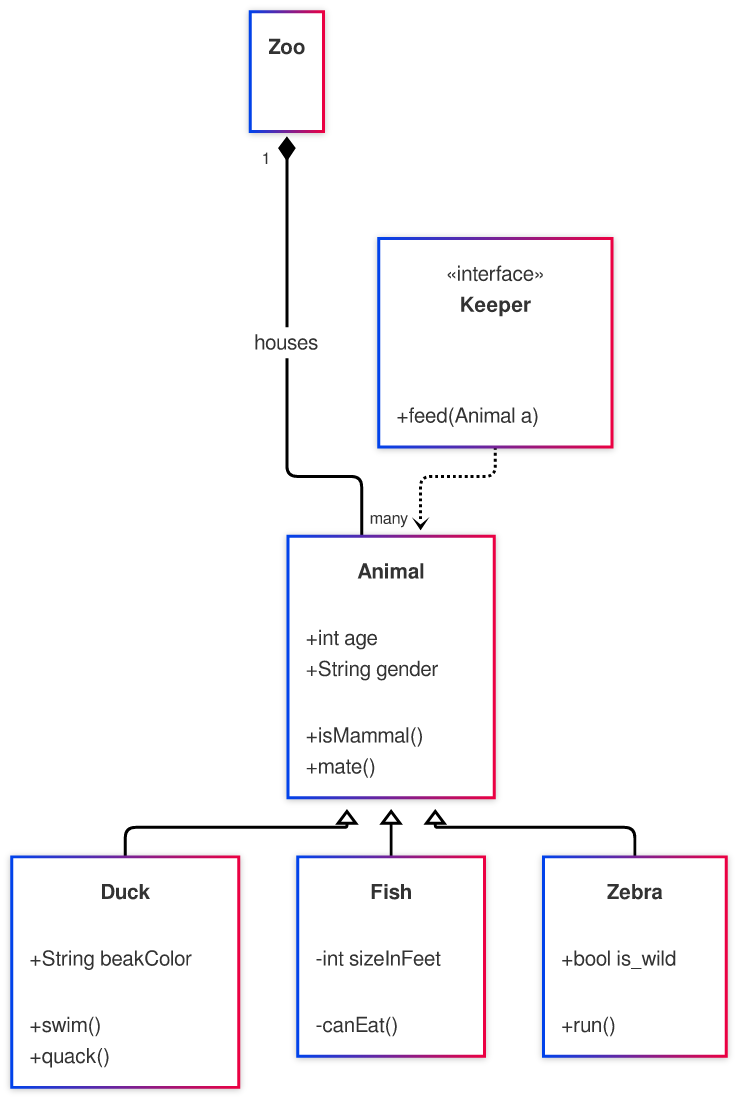 Zoo
1
«interface»
Keeper
houses
+feed(Animal a)
many
Animal
+int age
+String gender
+isMammal()
+mate()
Duck
+String beakColor
+swim()
+quack()
Fish
-int sizeInFeet
-canEat()
Zebra
+bool is_wild
+run()